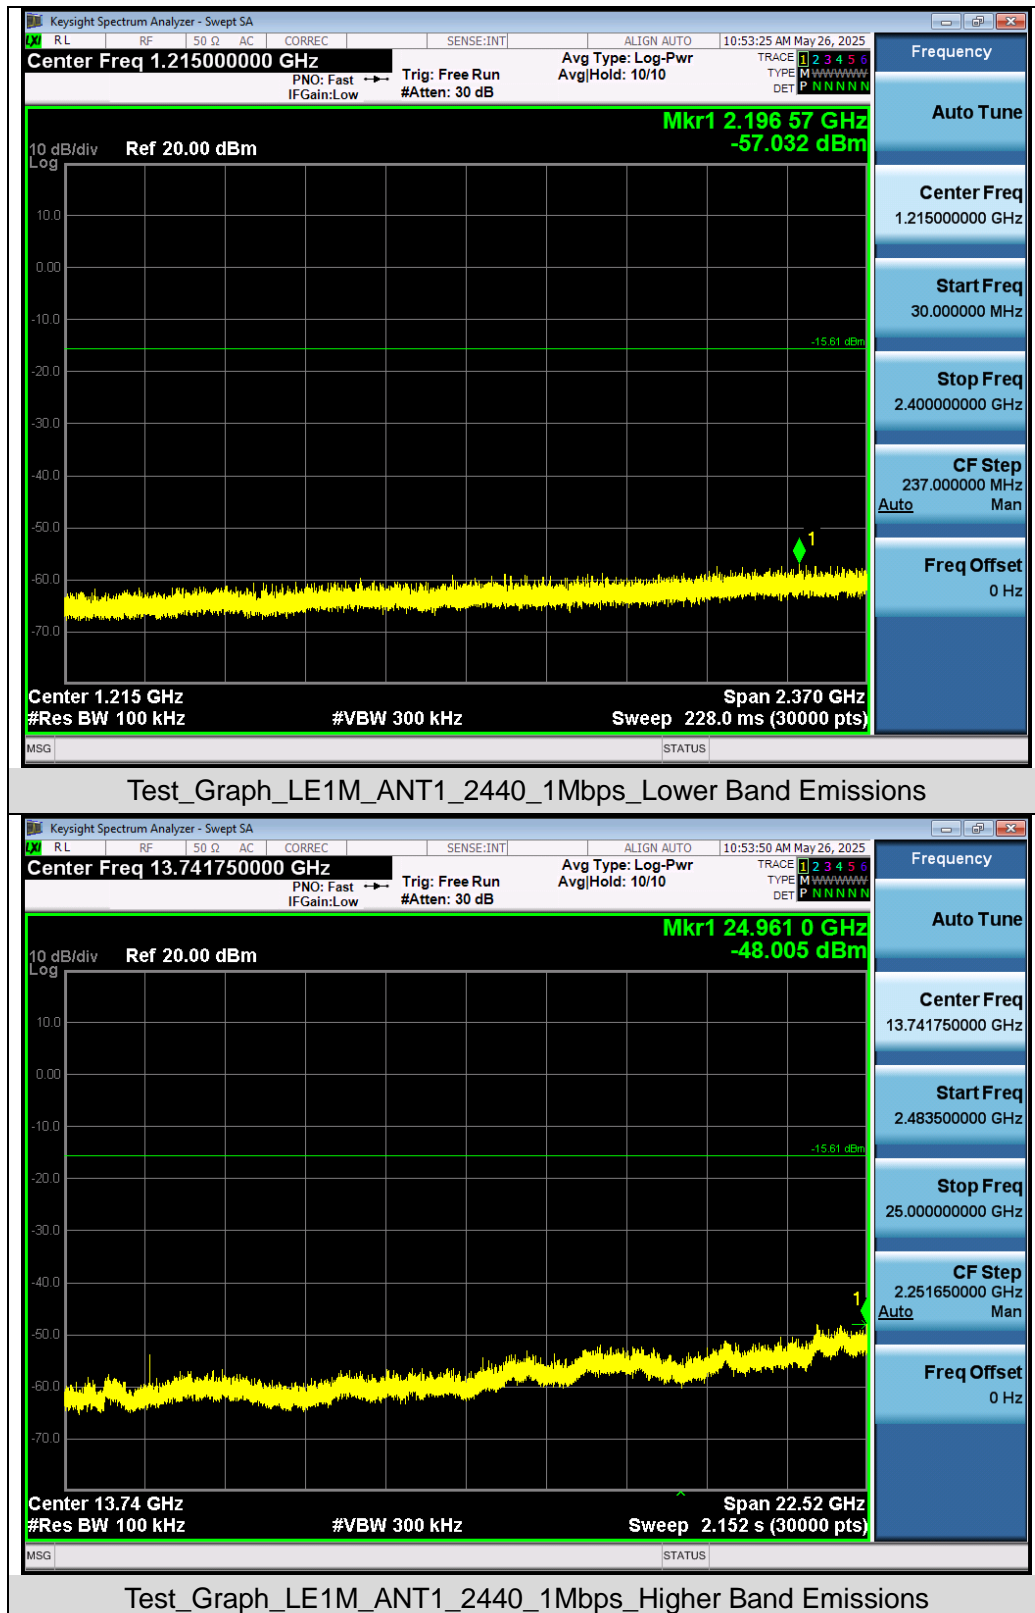 Keysight Spectrum Analyzer - Swept SA
LXI RL RF 50 Ω AC CORREC SENSE:INT ALIGN AUTO 10:53:25 AM May 26, 2025
Center Freq 1.215000000 GHz
PNO: Fast
IFGain:Low
Trig: Free Run
#Atten: 30 dB
Avg Type: Log-Pwr
Avg|Hold: 10/10
TRACE 1 2 3 4 5 6
TYPE M WWWWW
DET P N N N N N
Mkr1 2.196 57 GHz
-57.032 dBm
10 dB/div Ref 20.00 dBm
Log
10.0
0.00
-10.0
-15.61 dBm
-20.0
-30.0
-40.0
-50.0
1
-60.0
-70.0
Center 1.215 GHz Span 2.370 GHz
#Res BW 100 kHz #VBW 300 kHz Sweep 228.0 ms (30000 pts)
MSG STATUS
Frequency
Auto Tune
Center Freq
1.215000000 GHz
Start Freq
30.000000 MHz
Stop Freq
2.400000000 GHz
CF Step
237.000000 MHz
Auto Man
Freq Offset
0 Hz
Test_Graph_LE1M_ANT1_2440_1Mbps_Lower Band Emissions
Keysight Spectrum Analyzer - Swept SA
LXI RL RF 50 Ω AC CORREC SENSE:INT ALIGN AUTO 10:53:50 AM May 26, 2025
Center Freq 13.741750000 GHz
PNO: Fast
IFGain:Low
Trig: Free Run
#Atten: 30 dB
Avg Type: Log-Pwr
Avg|Hold: 10/10
TRACE 1 2 3 4 5 6
TYPE M WWWWW
DET P N N N N N
Mkr1 24.961 0 GHz
-48.005 dBm
10 dB/div Ref 20.00 dBm
Log
10.0
0.00
-10.0
-15.61 dBm
-20.0
-30.0
-40.0
1
-50.0
-60.0
-70.0
Center 13.74 GHz Span 22.52 GHz
#Res BW 100 kHz #VBW 300 kHz Sweep 2.152 s (30000 pts)
MSG STATUS
Frequency
Auto Tune
Center Freq
13.741750000 GHz
Start Freq
2.483500000 GHz
Stop Freq
25.000000000 GHz
CF Step
2.251650000 GHz
Auto Man
Freq Offset
0 Hz
Test_Graph_LE1M_ANT1_2440_1Mbps_Higher Band Emissions